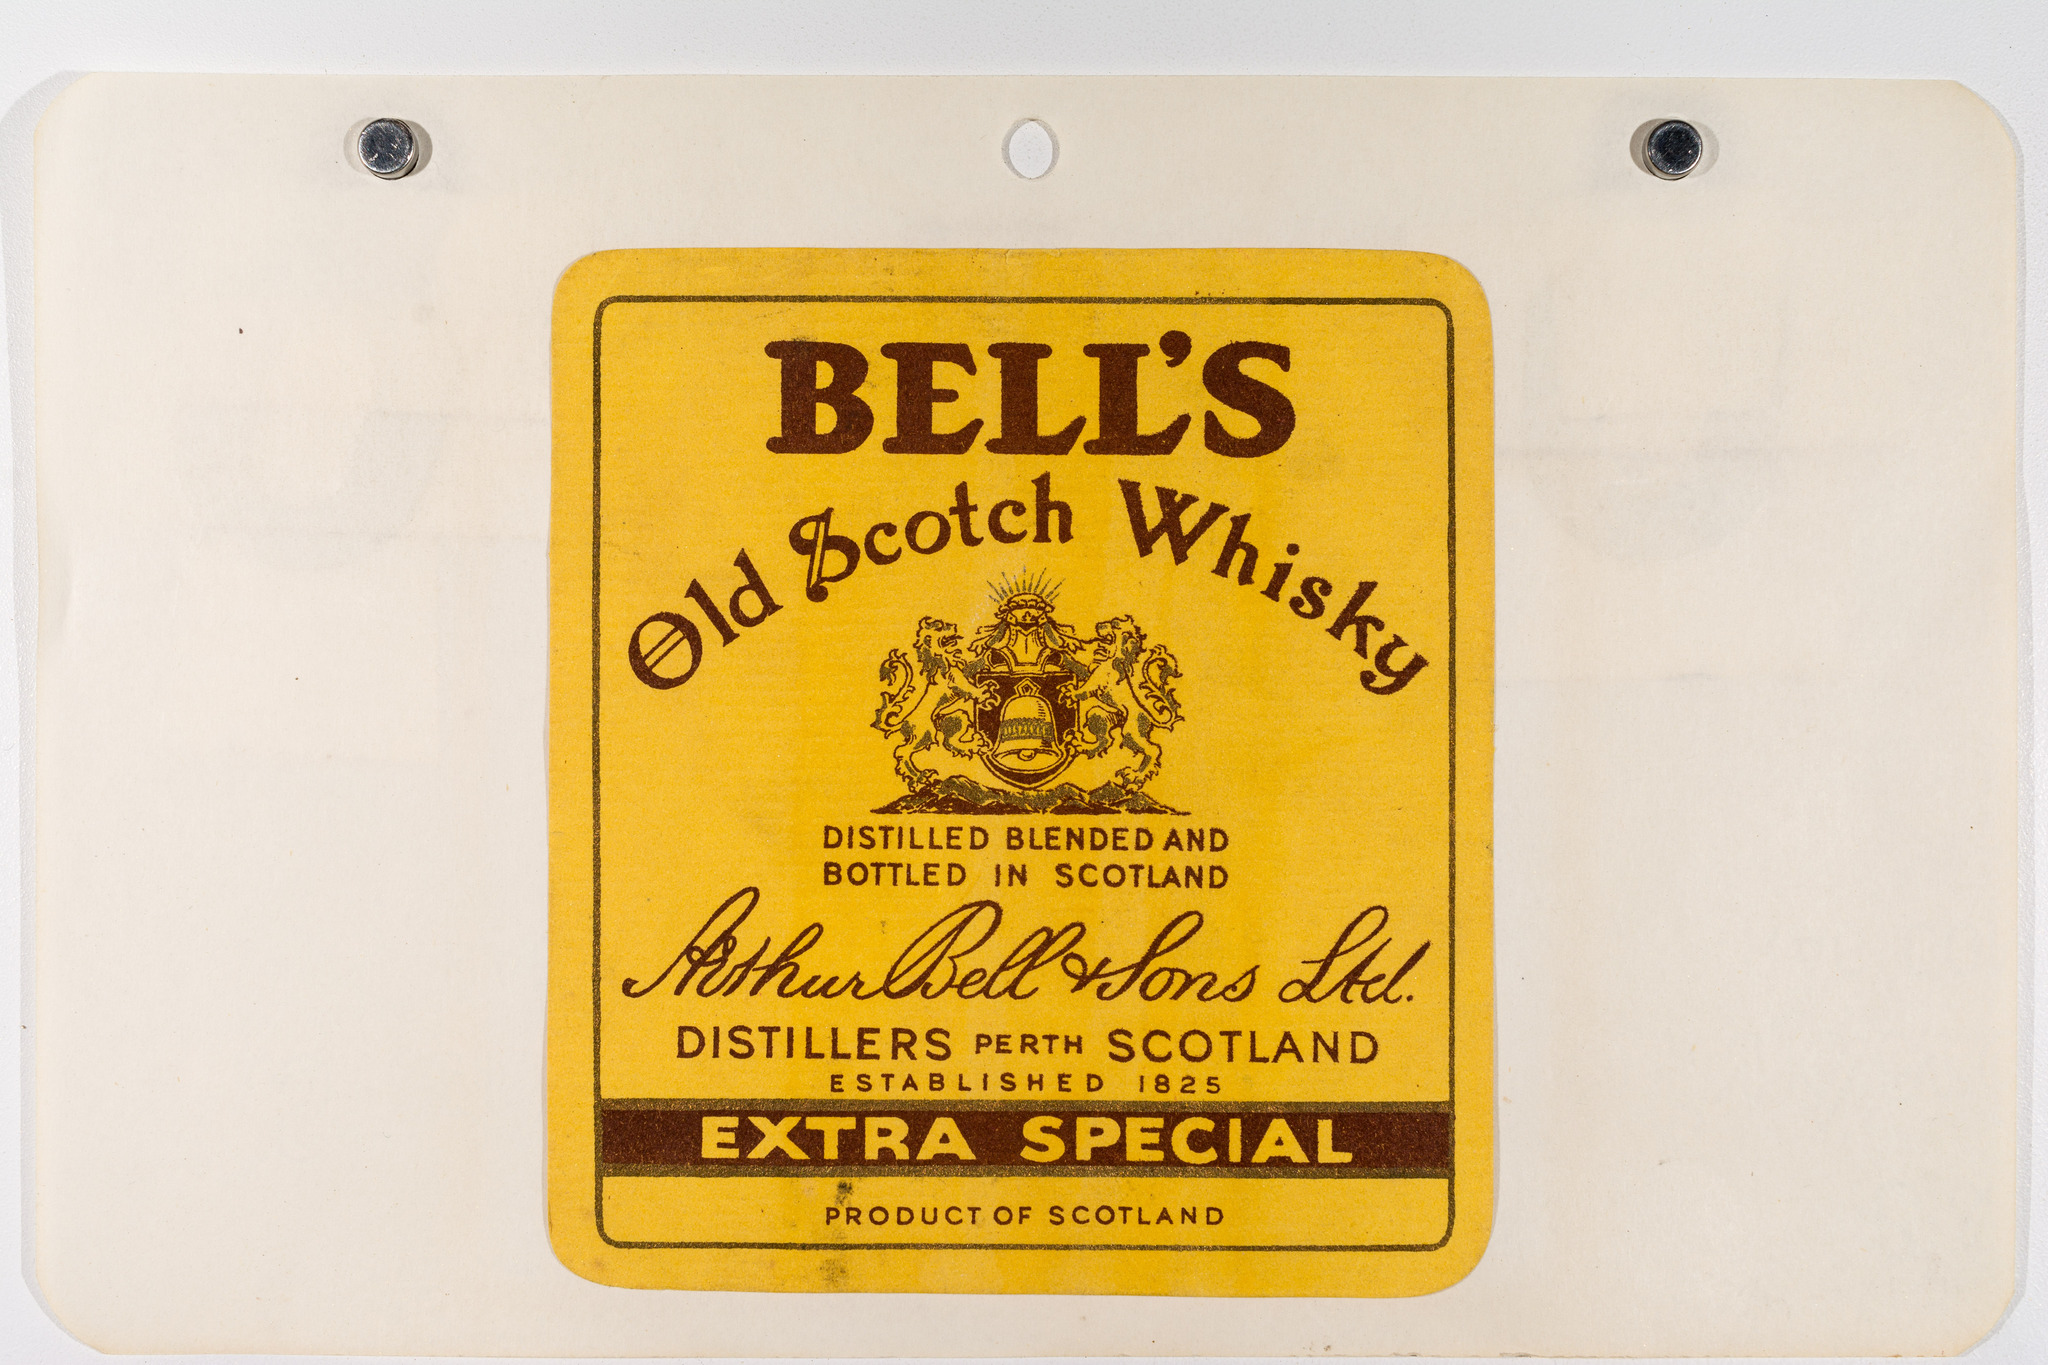 BELL'S
Old Scotch Whisky
DISTILLED BLENDED AND
BOTTLED IN SCOTLAND
Arthur Bell & Sons Ltd.
DISTILLERS PERTH SCOTLAND
ESTABLISHED 1825
EXTRA SPECIAL
PRODUCT OF SCOTLAND